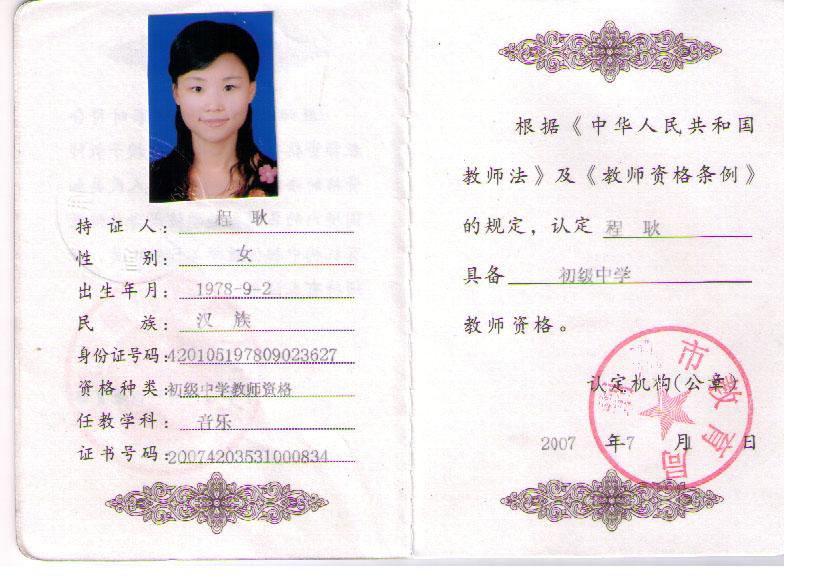 持证人: 程 耿
性 别: 女
出生年月: 1978-9-2
民 族: 汉 族
身份证号码:420105197809023627
资格种类:初级中学教师资格
任教学科: 音乐
证书号码:20074203531000834
根据《中华人民共和国
教师法》及《教师资格条例》
的规定,认定 程 耿
具备 初级中学
教师资格。
认定机构(公章)
市教育局
2007 年7 月1 日